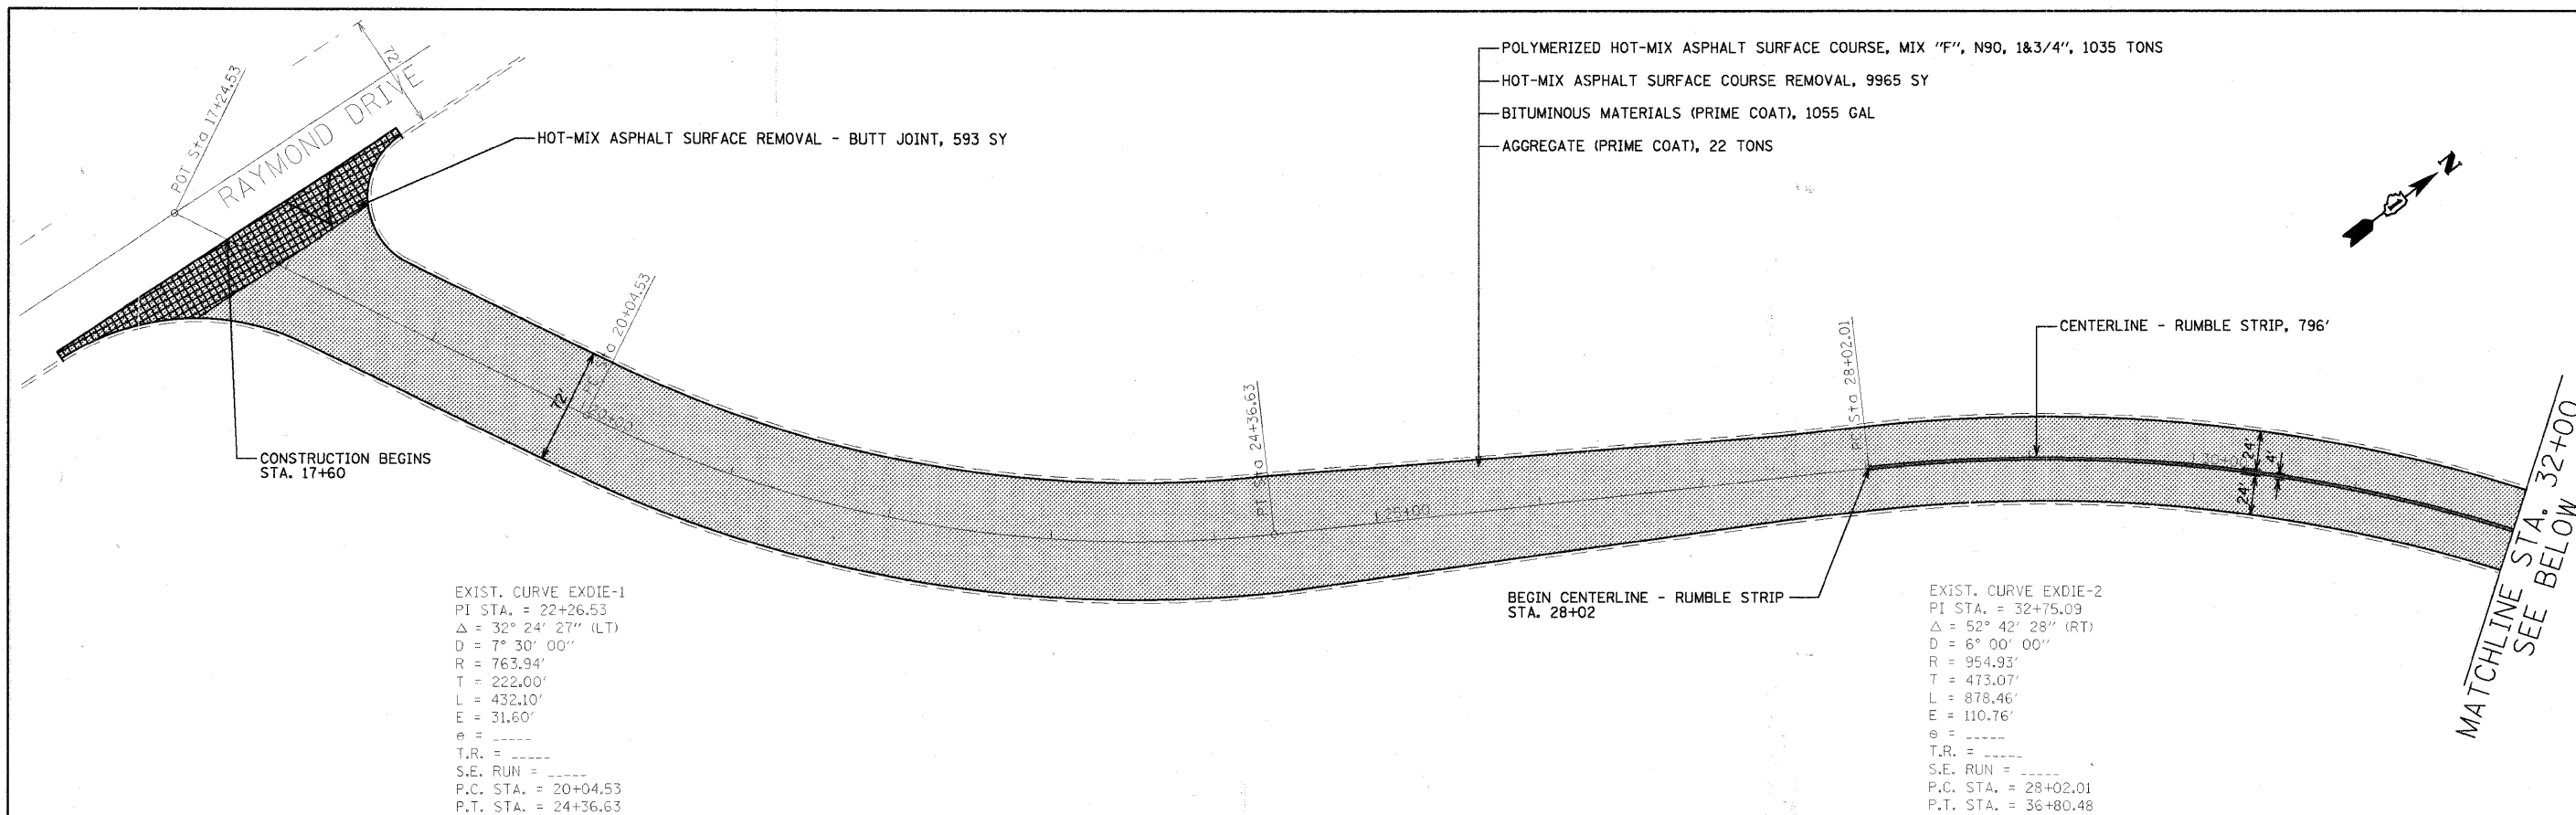 72'
POT Sta 17+24.53
RAYMOND DRIVE
HOT-MIX ASPHALT SURFACE REMOVAL - BUTT JOINT, 593 SY
POLYMERIZED HOT-MIX ASPHALT SURFACE COURSE, MIX "F", N90, 1&3/4", 1035 TONS
HOT-MIX ASPHALT SURFACE COURSE REMOVAL, 9965 SY
BITUMINOUS MATERIALS (PRIME COAT), 1055 GAL
AGGREGATE (PRIME COAT), 22 TONS
N
CONSTRUCTION BEGINS
STA. 17+60
72'
PC Sta 20+04.53
20+00
PT Sta 24+36.63
25+00
PC Sta 28+02.01
CENTERLINE - RUMBLE STRIP, 796'
30+00
24'
4'
24'
BEGIN CENTERLINE - RUMBLE STRIP
STA. 28+02
MATCHLINE STA. 32+00
SEE BELOW
EXIST. CURVE EXDIE-1
PI STA. = 22+26.53
Δ = 32° 24' 27" (LT)
D = 7° 30' 00"
R = 763.94'
T = 222.00'
L = 432.10'
E = 31.60'
e = _____
T.R. = _____
S.E. RUN = _____
P.C. STA. = 20+04.53
P.T. STA. = 24+36.63
EXIST. CURVE EXDIE-2
PI STA. = 32+75.09
Δ = 52° 42' 28" (RT)
D = 6° 00' 00"
R = 954.93'
T = 473.07'
L = 878.46'
E = 110.76'
e = _____
T.R. = _____
S.E. RUN = _____
P.C. STA. = 28+02.01
P.T. STA. = 36+80.48